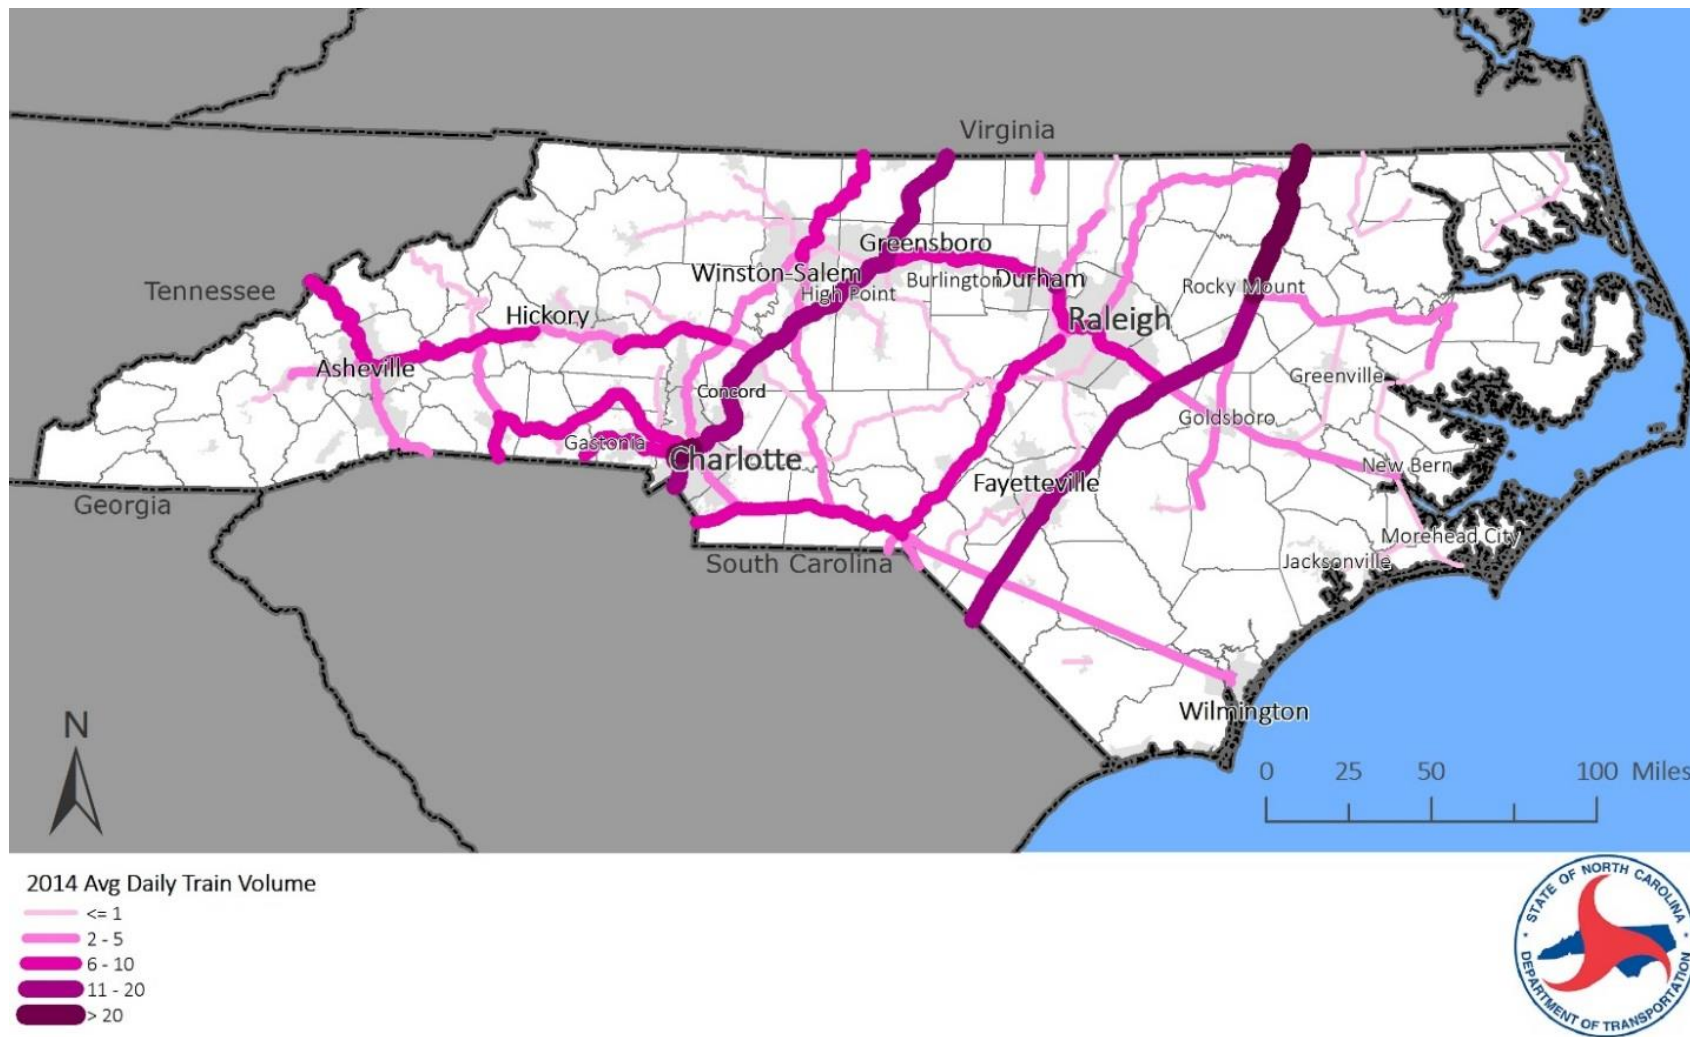 Virginia
Greensboro
Winston-Salem
Burlington
Durham
High Point
Tennessee
Rocky Mount
Hickory
Raleigh
Asheville
Greenville
Concord
Goldsboro
Gastonia
Charlotte
New Bern
Fayetteville
Georgia
Morehead City
South Carolina
Jacksonville
Wilmington
N
0 25 50 100 Miles
2014 Avg Daily Train Volume
<= 1
2 - 5
6 - 10
11 - 20
> 20
STATE OF NORTH CAROLINA
DEPARTMENT OF TRANSPORTATION